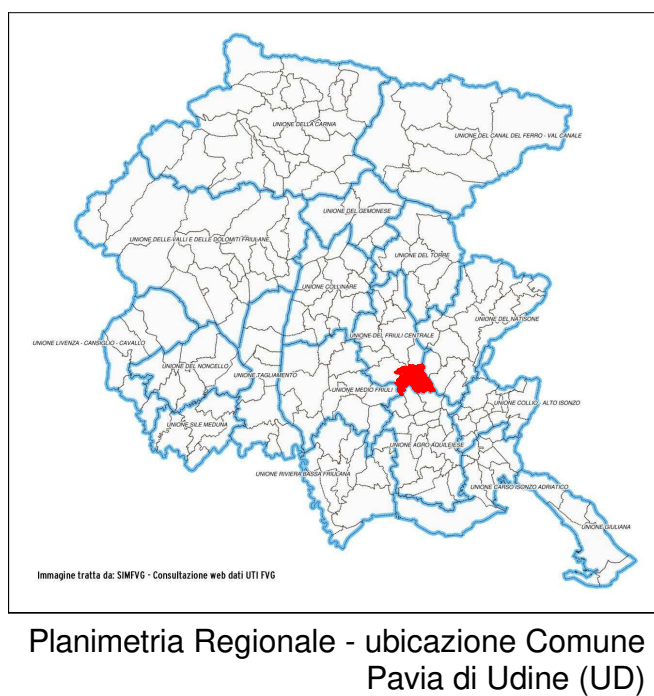 UNIONE DELLA CARNIA
UNIONE DEL CANAL DEL FERRO - VAL CANALE
UNIONE DEL GEMONESE
UNIONE DELLE VALLI E DELLE DOLOMITI FRIULANE
UNIONE DEL TORRE
UNIONE COLLINARE
UNIONE DEL NATISONE
UNIONE DEL FRIULI CENTRALE
UNIONE LIVENZA - CANSIGLIO - CAVALLO
UNIONE DEL NONCELLO
UNIONE TAGLIAMENTO
UNIONE MEDIO FRIULI
UNIONE COLLIO - ALTO ISONZO
UNIONE SILE MEDUNA
UNIONE AGRO AQUILEIESE
UNIONE RIVIERA BASSA FRIULANA
UNIONE CARSO ISONZO ADRIATICO
UNIONE GIULIANA
Immagine tratta da: SIMFVG - Consultazione web dati UTI FVG
Planimetria Regionale - ubicazione Comune
Pavia di Udine (UD)